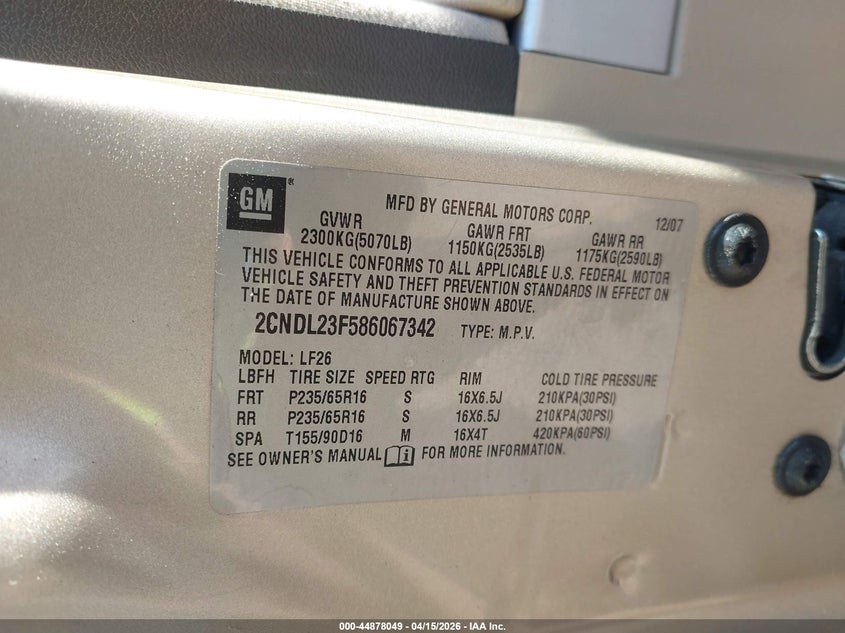 GM ®
MFD BY GENERAL MOTORS CORP. 12/07
GVWR GAWR FRT GAWR RR
2300KG(5070LB) 1150KG(2535LB) 1175KG(2590LB)
THIS VEHICLE CONFORMS TO ALL APPLICABLE U.S. FEDERAL MOTOR
VEHICLE SAFETY AND THEFT PREVENTION STANDARDS IN EFFECT ON
THE DATE OF MANUFACTURE SHOWN ABOVE.
2CNDL23F586067342 TYPE: M.P.V.
MODEL: LF26
LBFH TIRE SIZE SPEED RTG RIM COLD TIRE PRESSURE
FRT P235/65R16 S 16X6.5J 210KPA(30PSI)
RR P235/65R16 S 16X6.5J 210KPA(30PSI)
SPA T155/90D16 M 16X4T 420KPA(60PSI)
SEE OWNER'S MANUAL FOR MORE INFORMATION.
000-44878049 - 04/15/2026 - IAA Inc.